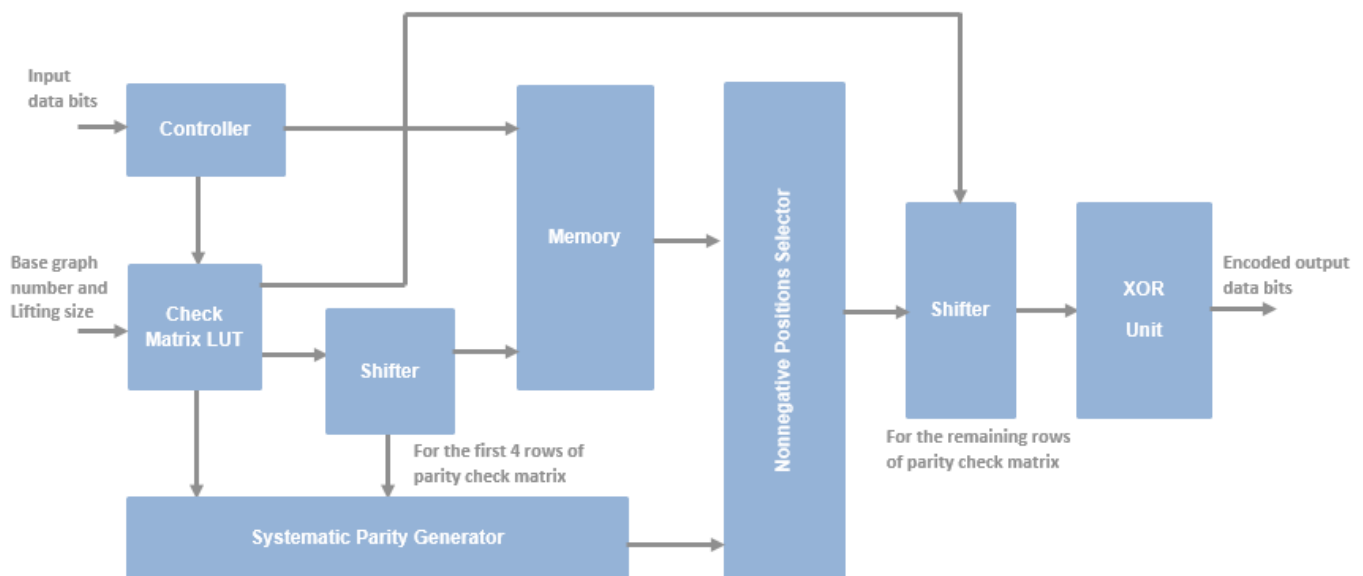 Input
data bits
Controller
Base graph
number and
Lifting size
Check
Matrix LUT
Shifter
For the first 4 rows of
parity check matrix
Systematic Parity Generator
Memory
Nonnegative Positions Selector
Shifter
For the remaining rows
of parity check matrix
XOR
Unit
Encoded output
data bits